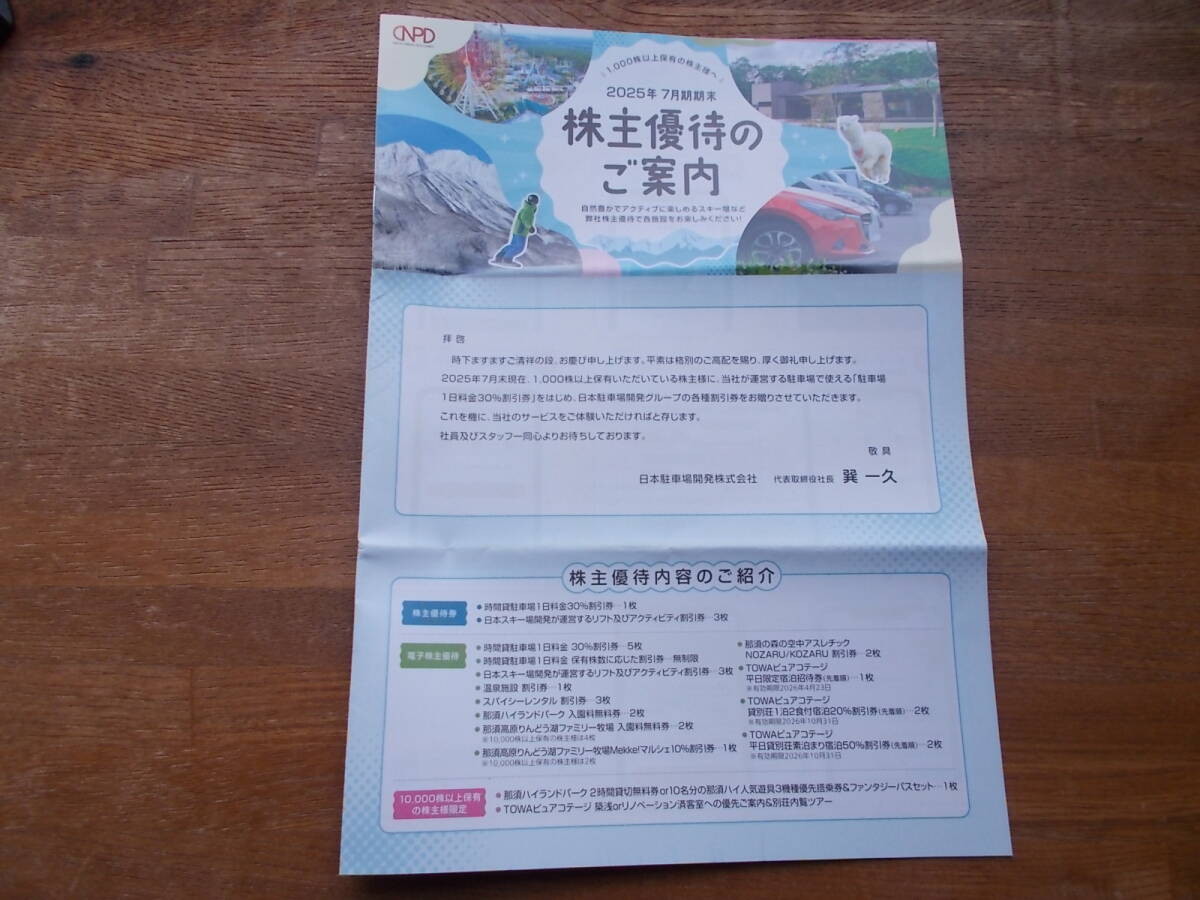 NPD
1,000株以上保有の株主様へ
2025年 7月期期末
株主優待の
ご案内
自然豊かでアクティブに楽しめるスキー場など
弊社株主優待で各施設をお楽しみください!
拝啓
時下ますますご清祥の段、お慶び申し上げます。平素は格別のご高配を賜り、厚く御礼申し上げます。
2025年7月末現在、1,000株以上保有いただいている株主様に、当社が運営する駐車場で使える「駐車場
1日料金30%割引券」をはじめ、日本駐車場開発グループの各種割引券をお贈りさせていただきます。
これを機に、当社のサービスをご体験いただければと存じます。
社員及びスタッフ一同心よりお待ちしております。
敬具
日本駐車場開発株式会社 代表取締役社長 巽 一久
株主優待内容のご紹介
株主優待券
●時間貸駐車場1日料金30%割引券…1枚
●日本スキー場開発が運営するリフト及びアクティビティ割引券…3枚
電子株主優待
●時間貸駐車場1日料金 30%割引券…5枚
●時間貸駐車場1日料金 保有株数に応じた割引券…無制限
●日本スキー場開発が運営するリフト及びアクティビティ割引券…3枚
●温泉施設 割引券…1枚
●スパイシーレンタル 割引券…3枚
●那須ハイランドパーク 入園料無料券…2枚
●那須高原りんどう湖ファミリー牧場 入園料無料券…2枚
※10,000株以上保有の株主様は4枚
●那須高原りんどう湖ファミリー牧場Mekke!マルシェ10%割引券…1枚
※10,000株以上保有の株主様は2枚
●那須の森の空中アスレチック
NOZARU/KOZARU 割引券…2枚
●TOWAピュアコテージ
平日限定宿泊招待券(先着順)…1枚
※有効期限2026年4月23日
●TOWAピュアコテージ
貸別荘1泊2食付宿泊20%割引券(先着順)…2枚
※有効期限2026年10月31日
●TOWAピュアコテージ
平日貸別荘素泊まり宿泊50%割引券(先着順)…2枚
※有効期限2026年10月31日
10,000株以上保有
の株主様限定
●那須ハイランドパーク 2時間貸切無料券or10名分の那須ハイ人気遊具3機種優先搭乗券&ファンタジーパスセット…1枚
●TOWAピュアコテージ 築浅orリノベーション済客室への優先ご案内&別荘内覧ツアー